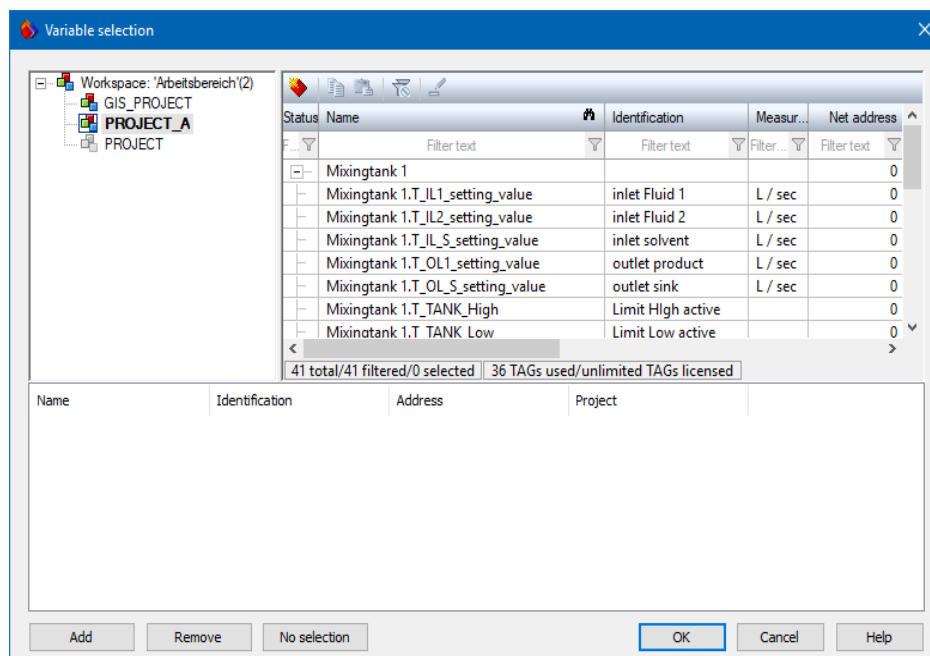 Variable selection
Workspace: 'Arbeitsbereich'(2)
GIS_PROJECT
PROJECT_A
PROJECT
Status Name Identification Measur... Net address
F... Filter text Filter text Filter... Filter text
Mixingtank 1 0
Mixingtank 1.T_IL1_setting_value inlet Fluid 1 L / sec 0
Mixingtank 1.T_IL2_setting_value inlet Fluid 2 L / sec 0
Mixingtank 1.T_IL_S_setting_value inlet solvent L / sec 0
Mixingtank 1.T_OL1_setting_value outlet product L / sec 0
Mixingtank 1.T_OL_S_setting_value outlet sink L / sec 0
Mixingtank 1.T_TANK_High Limit HIgh active 0
Mixingtank 1.T_TANK_Low Limit Low active 0
41 total/41 filtered/0 selected 36 TAGs used/unlimited TAGs licensed
Name Identification Address Project
Add Remove No selection OK Cancel Help